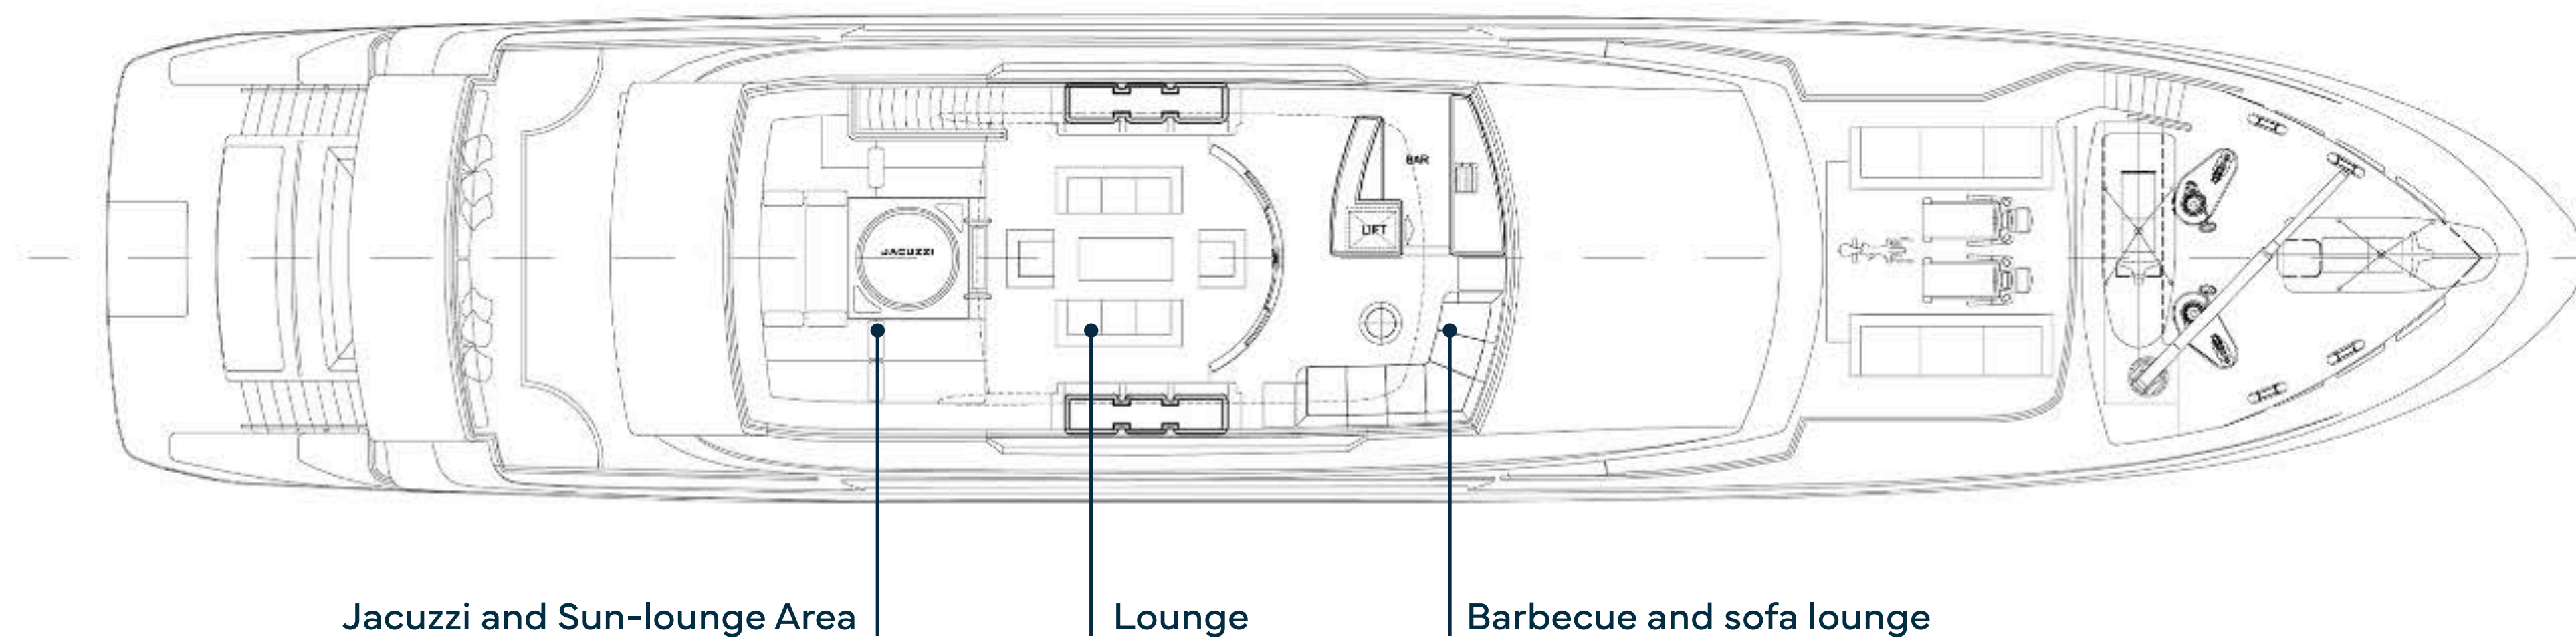 BAR
LIFT
JACUZZI
Jacuzzi and Sun-lounge Area
Lounge
Barbecue and sofa lounge